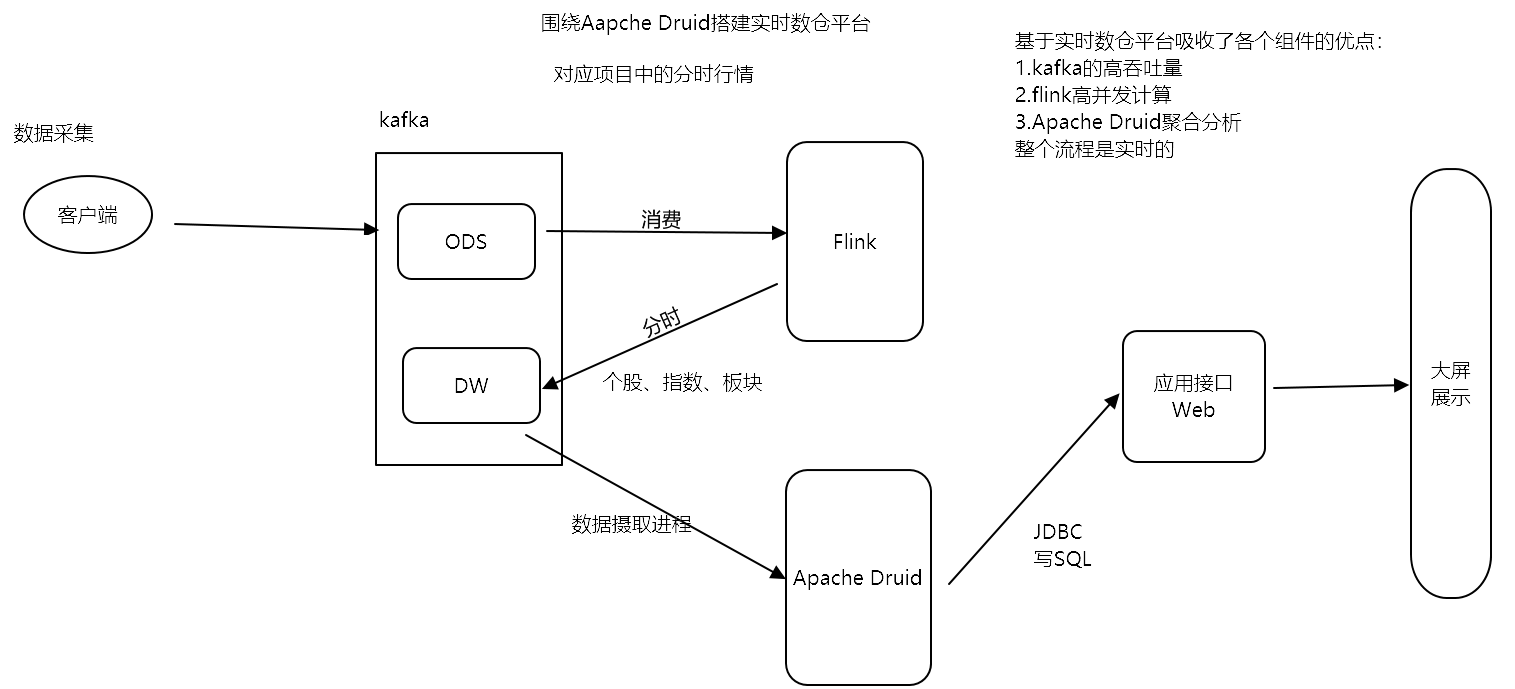 围绕Aapche Druid搭建实时数仓平台
对应项目中的分时行情
基于实时数仓平台吸收了各个组件的优点：
1.kafka的高吞吐量
2.flink高并发计算
3.Apache Druid聚合分析
整个流程是实时的
数据采集
kafka
客户端
ODS
消费
Flink
分时
DW
个股、指数、板块
应用接口
Web
大屏
展示
数据摄取进程
JDBC
写SQL
Apache Druid